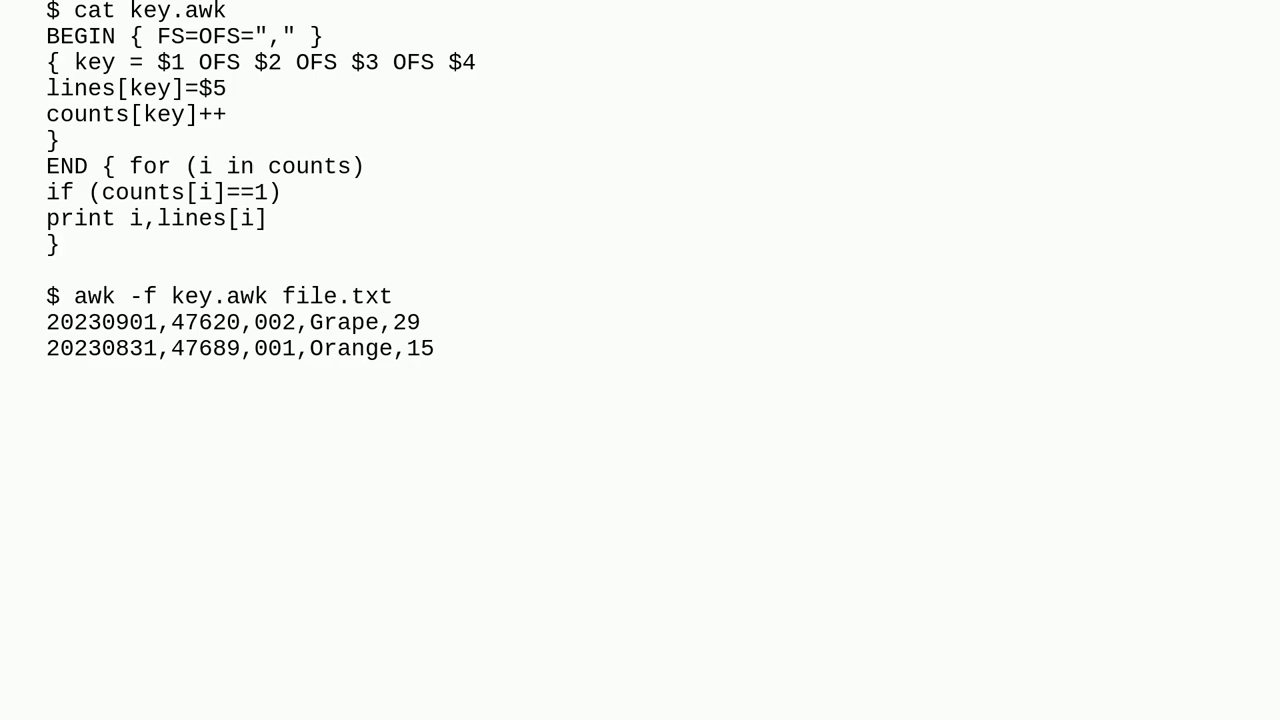 $ cat key.awk
BEGIN { FS=OFS="," }
{ key = $1 OFS $2 OFS $3 OFS $4
lines[key]=$5
counts[key]++
}
END { for (i in counts)
if (counts[i]==1)
print i,lines[i]
}
$ awk -f key.awk file.txt
20230901,47620,002,Grape,29
20230831,47689,001,Orange,15